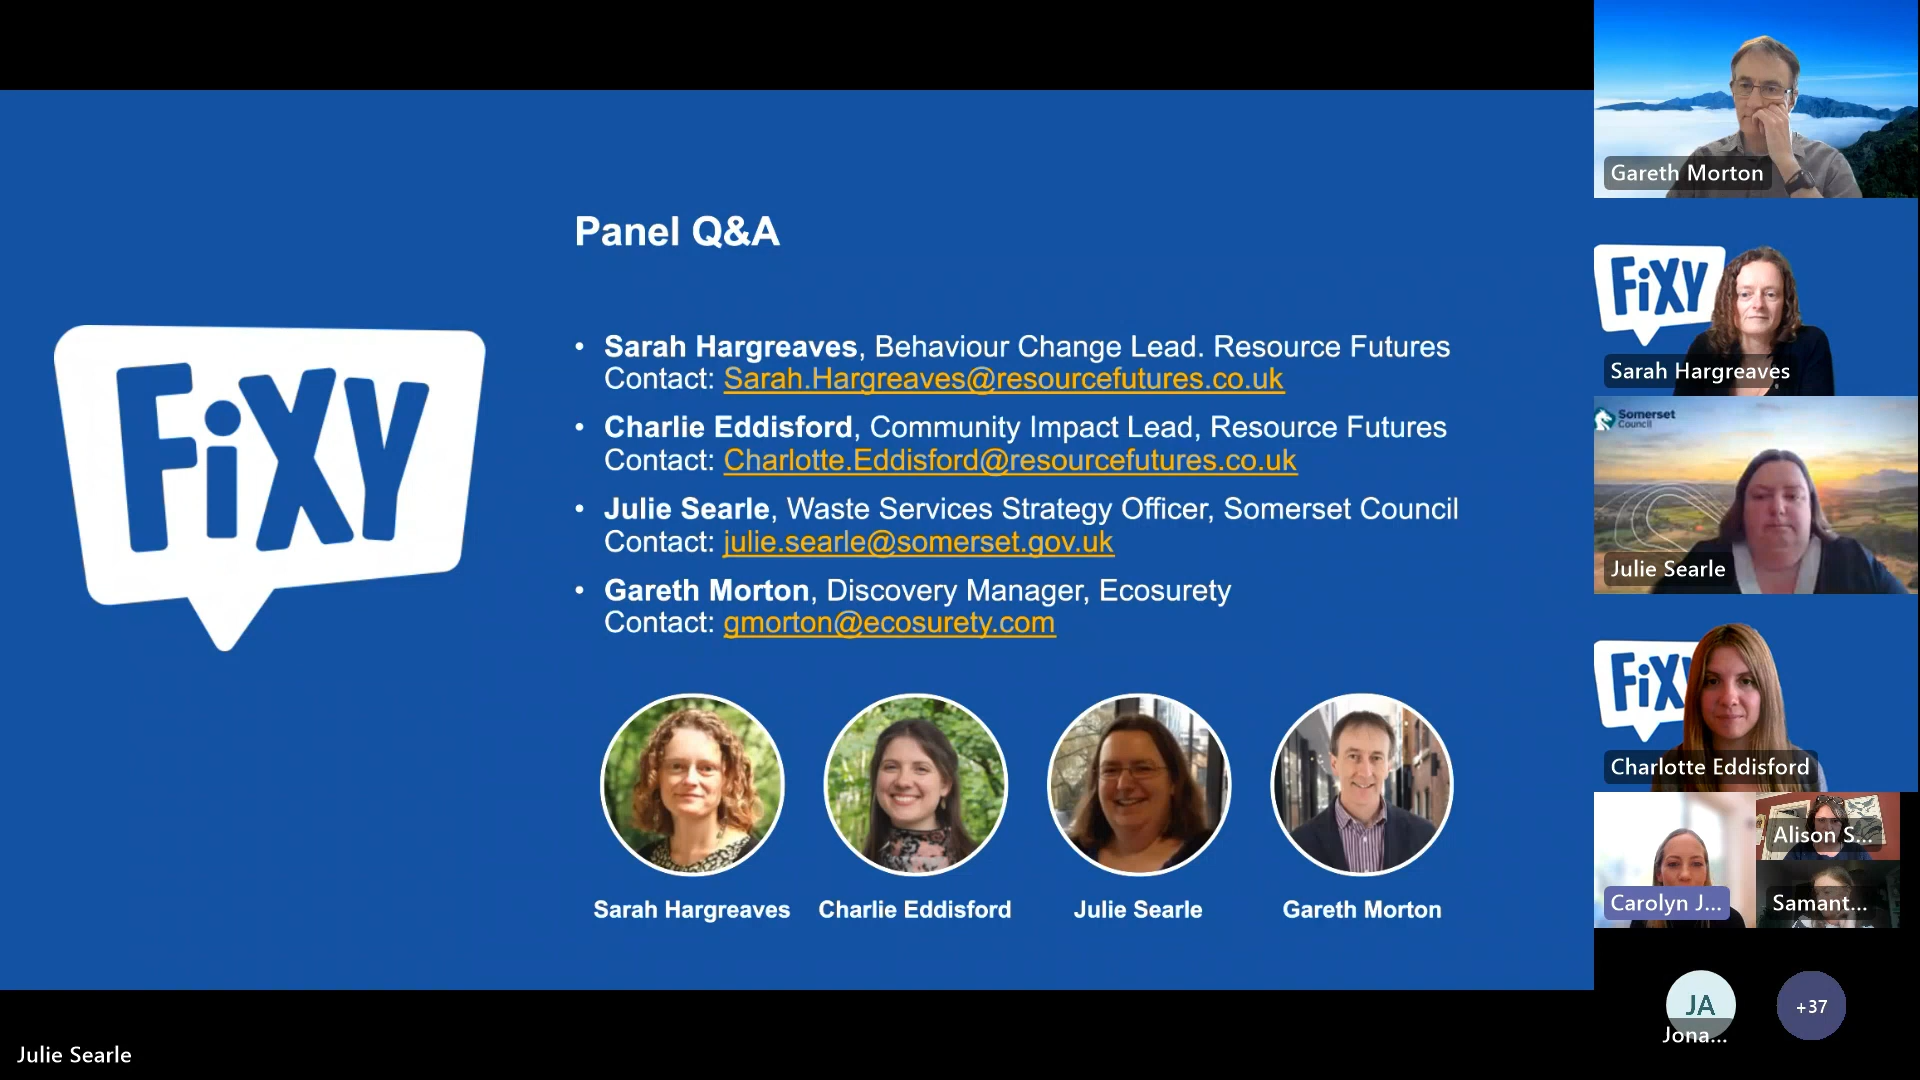 Panel Q&A
FiXY
• Sarah Hargreaves, Behaviour Change Lead. Resource Futures
Contact: Sarah.Hargreaves@resourcefutures.co.uk
• Charlie Eddisford, Community Impact Lead, Resource Futures
Contact: Charlotte.Eddisford@resourcefutures.co.uk
• Julie Searle, Waste Services Strategy Officer, Somerset Council
Contact: julie.searle@somerset.gov.uk
• Gareth Morton, Discovery Manager, Ecosurety
Contact: gmorton@ecosurety.com
Sarah Hargreaves
Charlie Eddisford
Julie Searle
Gareth Morton
Gareth Morton
FiXY
Sarah Hargreaves
Somerset
Council
Julie Searle
FiXY
Charlotte Eddisford
Carolyn J...
Alison S...
Samant...
JA
Jona...
+37
Julie Searle